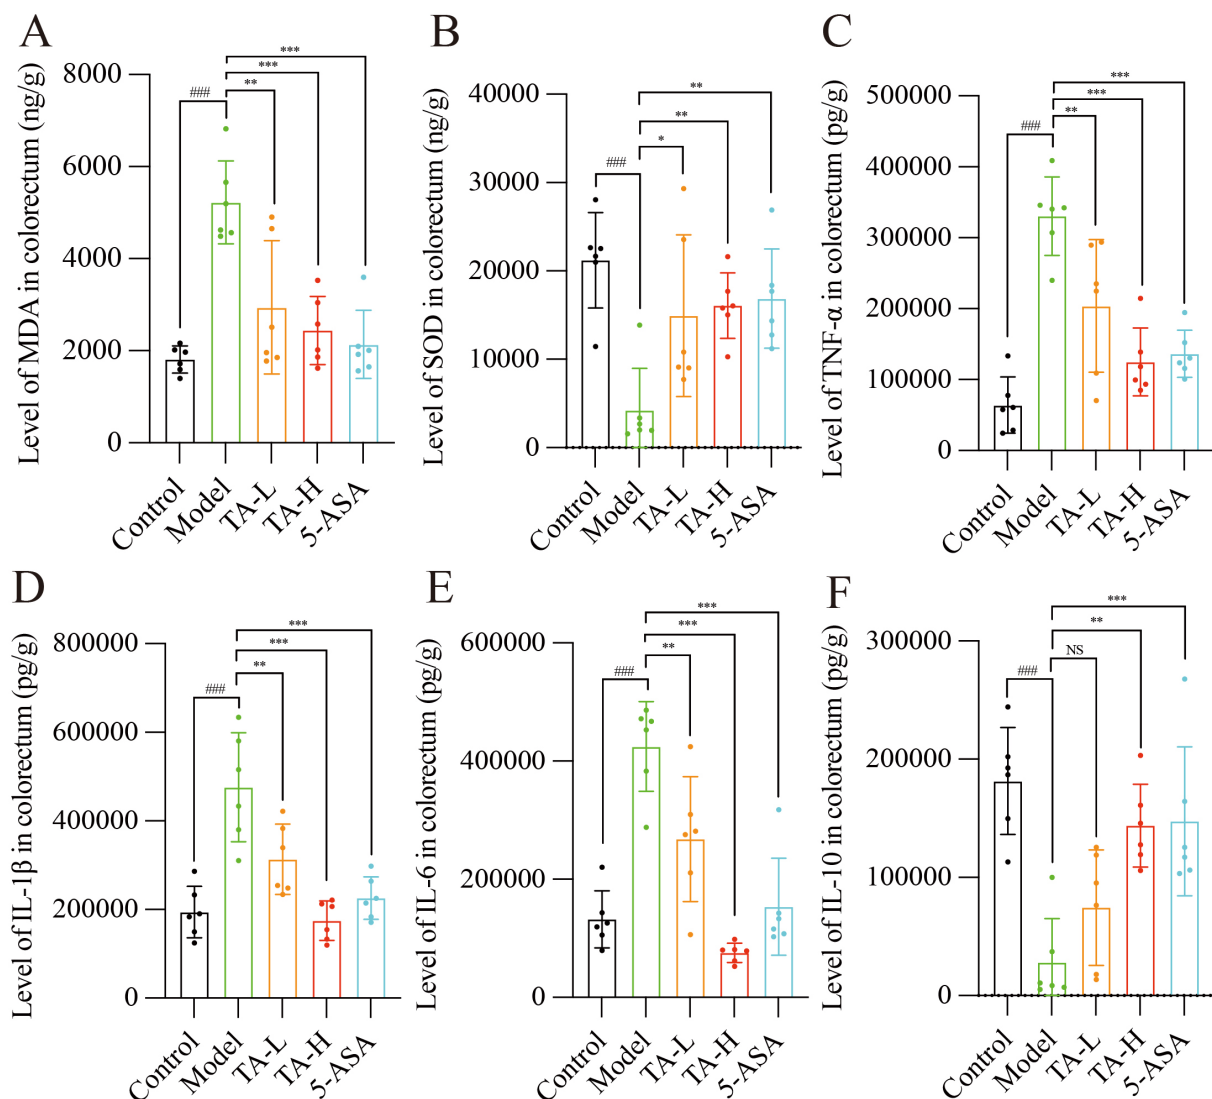 A
Level of MDA in colorectum (ng/g)
8000
6000
4000
2000
0
###
**
***
***
Control
Model
TA-L
TA-H
5-ASA
B
Level of SOD in colorectum (ng/g)
40000
30000
20000
10000
0
###
*
**
**
Control
Model
TA-L
TA-H
5-ASA
C
Level of TNF-α in colorectum (pg/g)
500000
400000
300000
200000
100000
0
###
**
***
***
Control
Model
TA-L
TA-H
5-ASA
D
Level of IL-1β in colorectum (pg/g)
800000
600000
400000
200000
0
###
**
***
***
Control
Model
TA-L
TA-H
5-ASA
E
Level of IL-6 in colorectum (pg/g)
600000
400000
200000
0
###
**
***
***
Control
Model
TA-L
TA-H
5-ASA
F
Level of IL-10 in colorectum (pg/g)
300000
200000
100000
0
###
NS
**
***
Control
Model
TA-L
TA-H
5-ASA